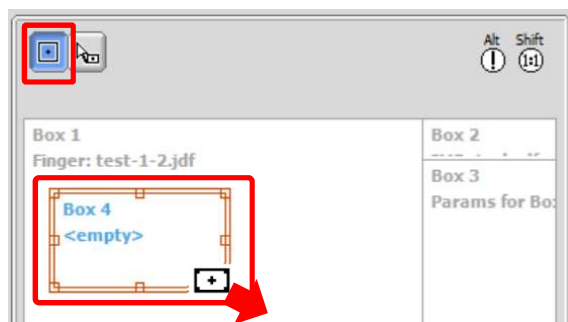 Alt Shift
(!) (1:1)
Box 1
Finger: test-1-2.jdf
Box 4
<empty>
Box 2
Box 3
Params for Bo